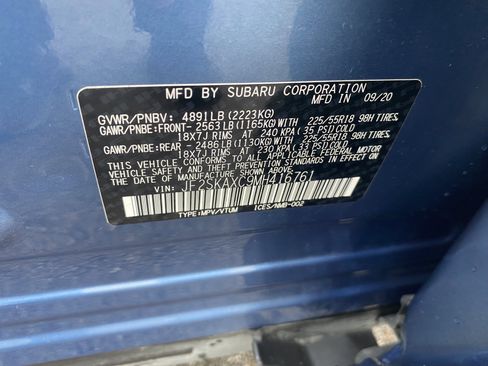 MFD BY SUBARU CORPORATION
MFD IN 09/20
GVWR/PNBV: 4891LB(2223KG)
GAWR/PNBE:FRONT-2563LB(1165KG)WITH 225/55R18 98H TIRES,
18X7J RIMS AT 240 KPA(35 PSI)COLD
GAWR/PNBE:REAR -2486LB(1130KG)WITH 225/55R18 98H TIRES,
18X7J RIMS AT 230 KPA(33 PSI)COLD
THIS VEHICLE CONFORMS TO ALL APPLICABLE FEDERAL MOTOR
VEHICLE SAFETY STANDARDS IN EFFECT ON THE
DATE OF MANUFACTURE SHOWN ABOVE.
VIN: JF2SKAXC9MH416761
TYPE:MPV/VTUM ICES/NMB-002